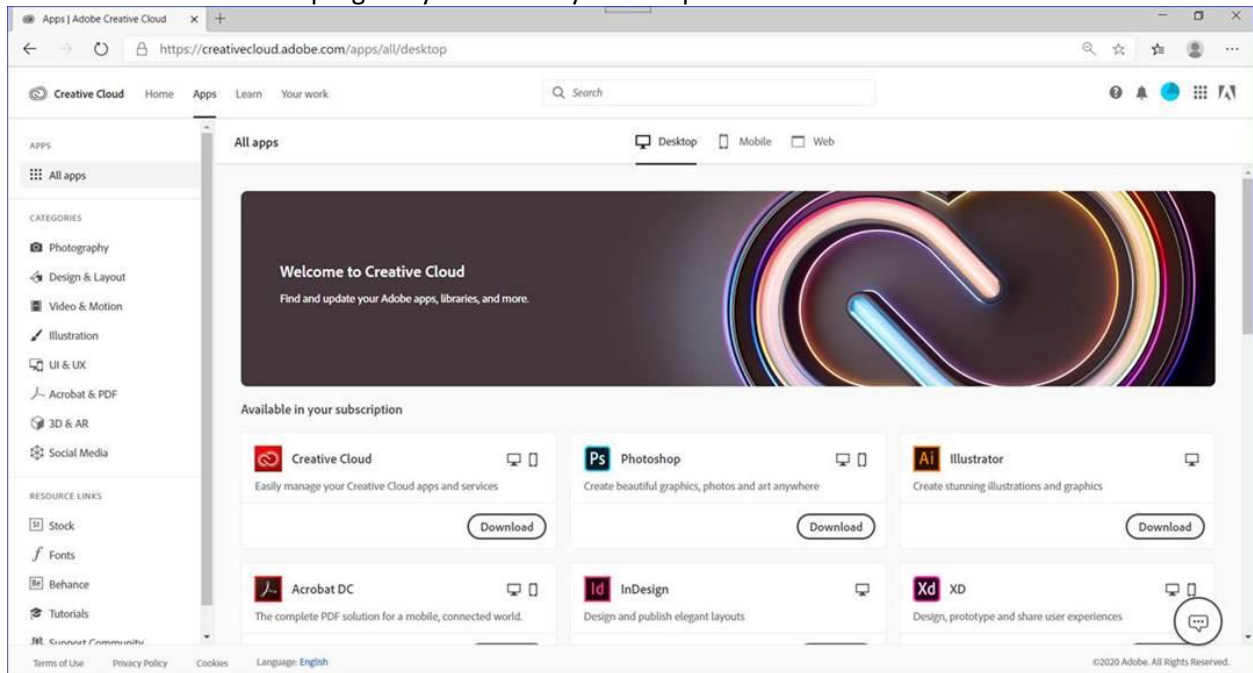 Apps | Adobe Creative Cloud
https://creativecloud.adobe.com/apps/all/desktop
Creative Cloud Home Apps Learn Your work Search
APPS
All apps
CATEGORIES
Photography
Design & Layout
Video & Motion
Illustration
UI & UX
Acrobat & PDF
3D & AR
Social Media
RESOURCE LINKS
St Stock
Fonts
Be Behance
Tutorials
Support Community
All apps Desktop Mobile Web
Welcome to Creative Cloud
Find and update your Adobe apps, libraries, and more.
Available in your subscription
Creative Cloud
Easily manage your Creative Cloud apps and services
Download
Ps Photoshop
Create beautiful graphics, photos and art anywhere
Download
Ai Illustrator
Create stunning illustrations and graphics
Download
Acrobat DC
The complete PDF solution for a mobile, connected world.
Id InDesign
Design and publish elegant layouts
Xd XD
Design, prototype and share user experiences
Terms of Use Privacy Policy Cookies Language: English ©2020 Adobe. All Rights Reserved.